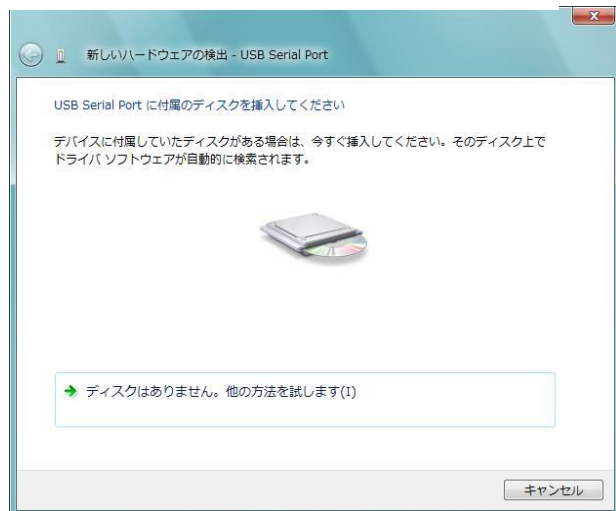 新しいハードウェアの検出 - USB Serial Port
USB Serial Port に付属のディスクを挿入してください
デバイスに付属していたディスクがある場合は、今すぐ挿入してください。そのディスク上で
ドライバ ソフトウェアが自動的に検索されます。
ディスクはありません。他の方法を試します(I)
キャンセル